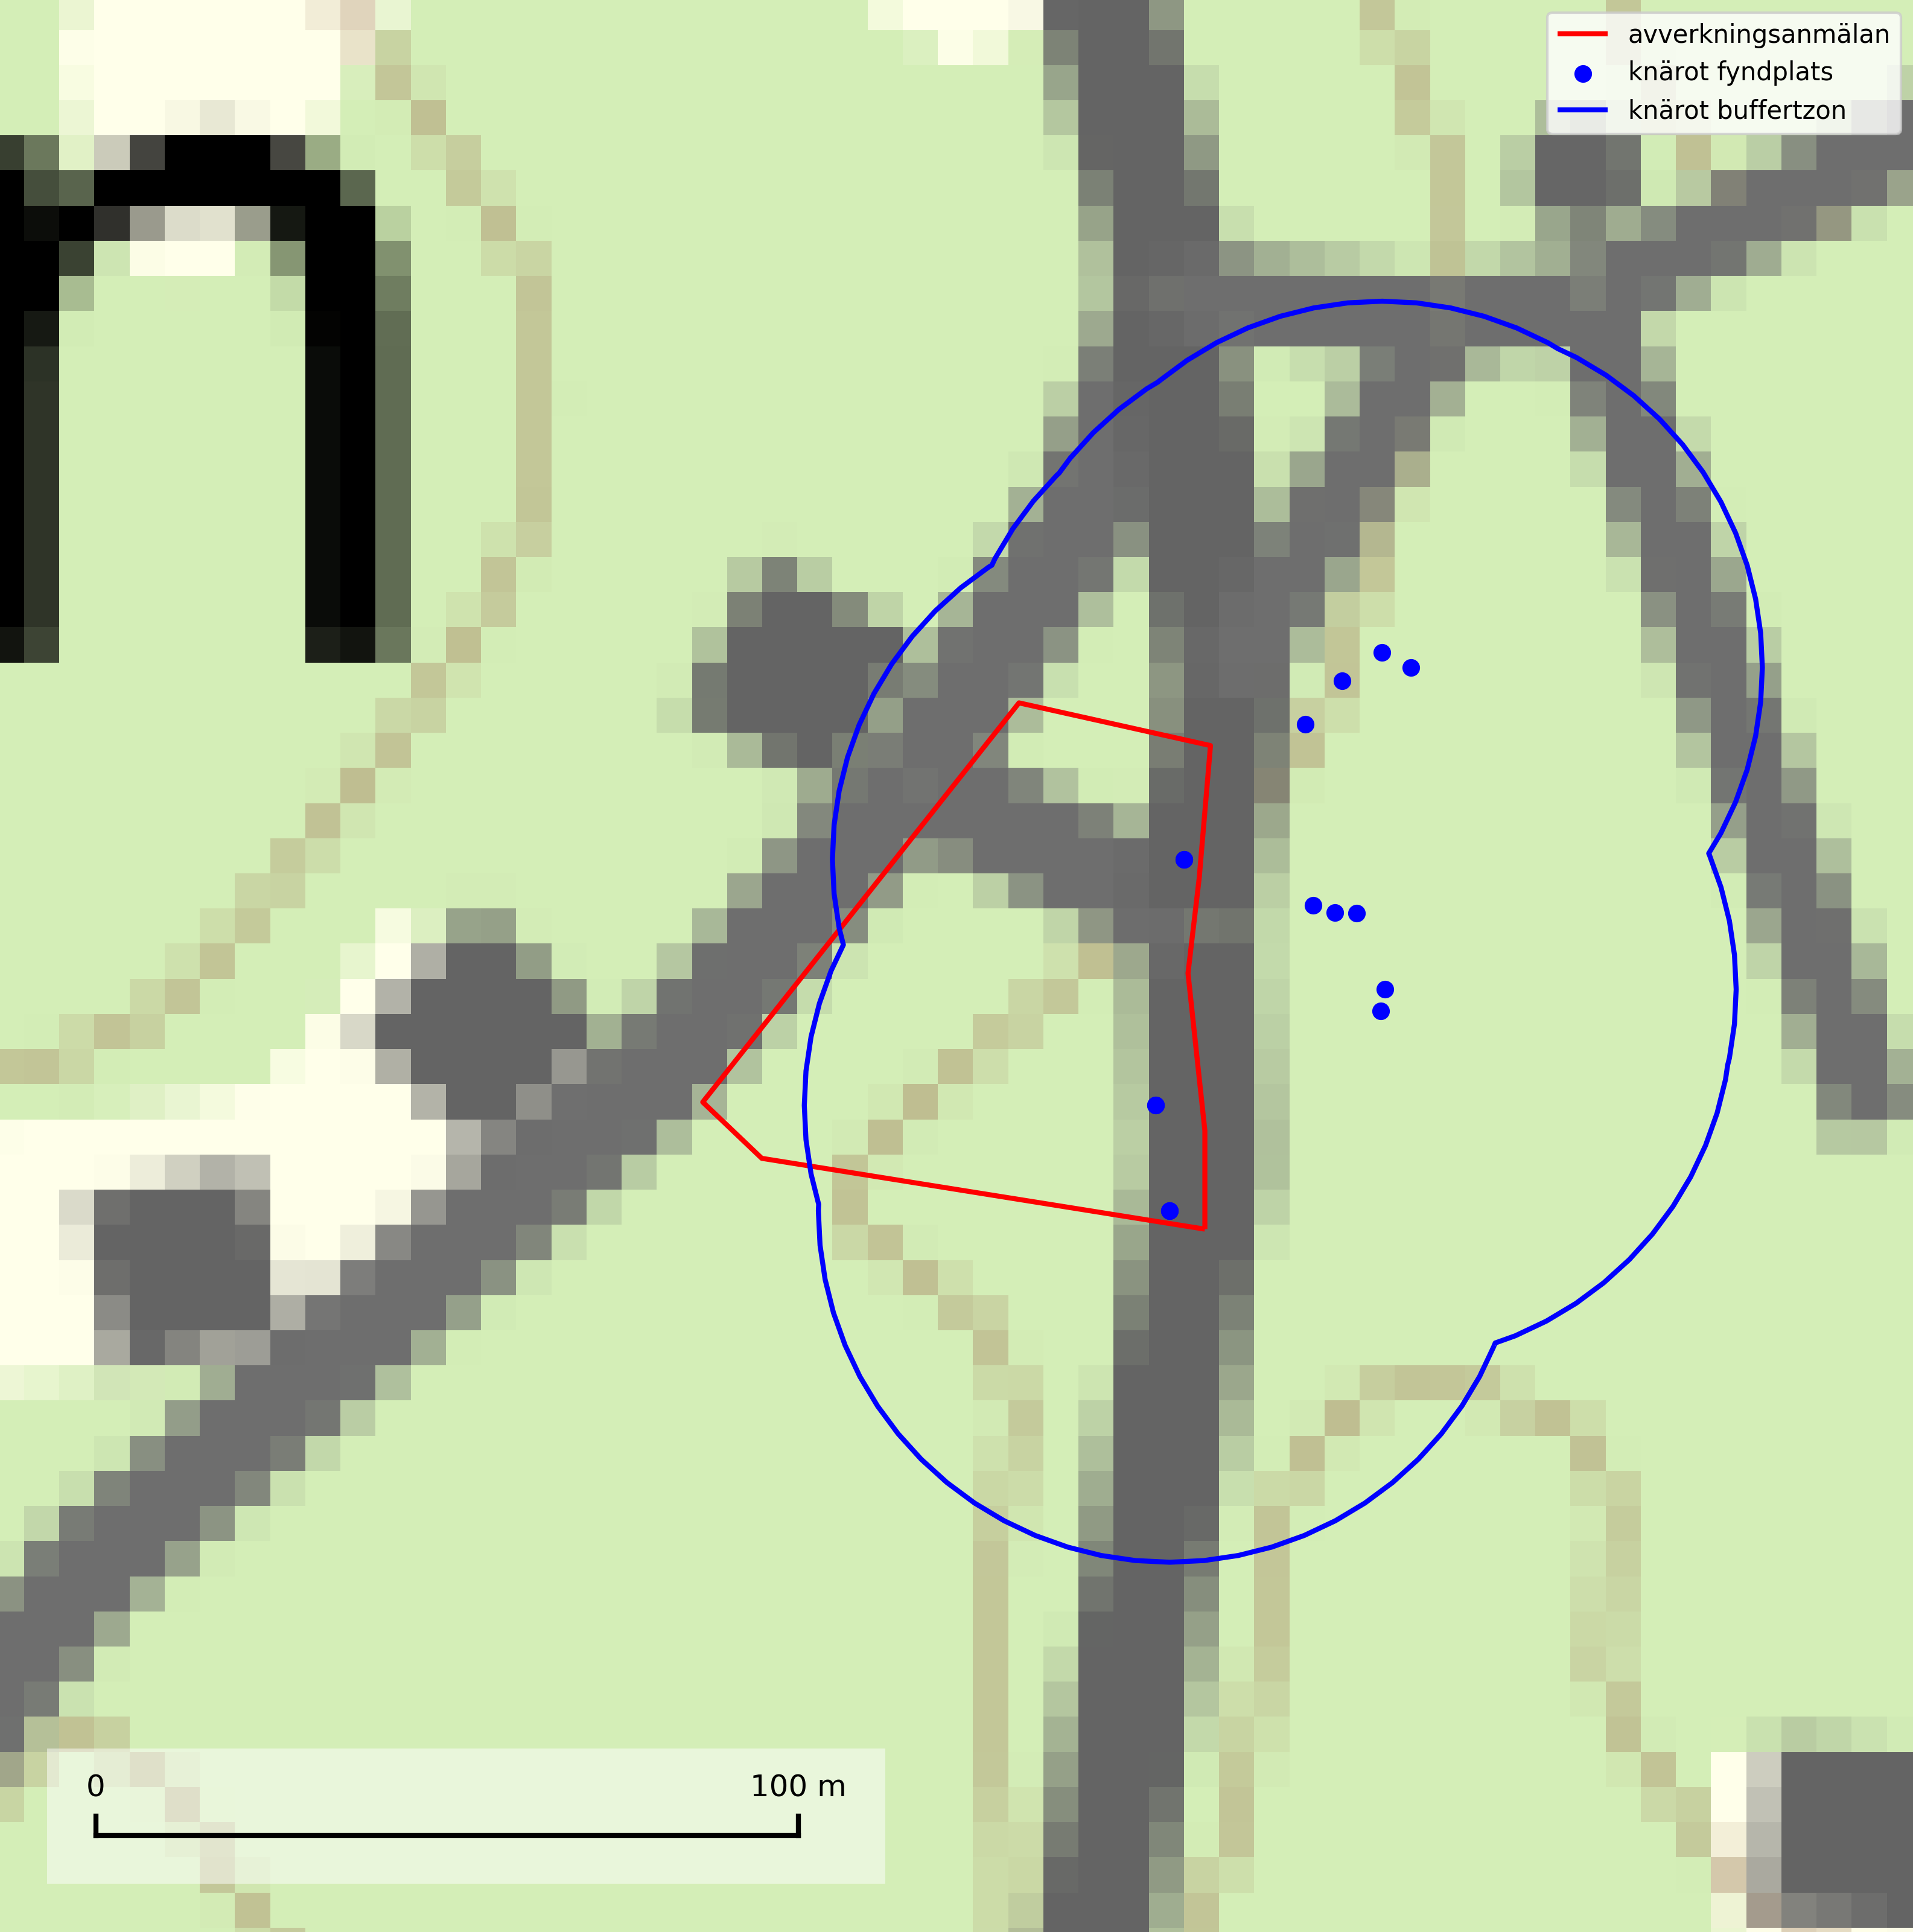 avverkningsanmälan
knärot fyndplats
knärot buffertzon
0
100 m